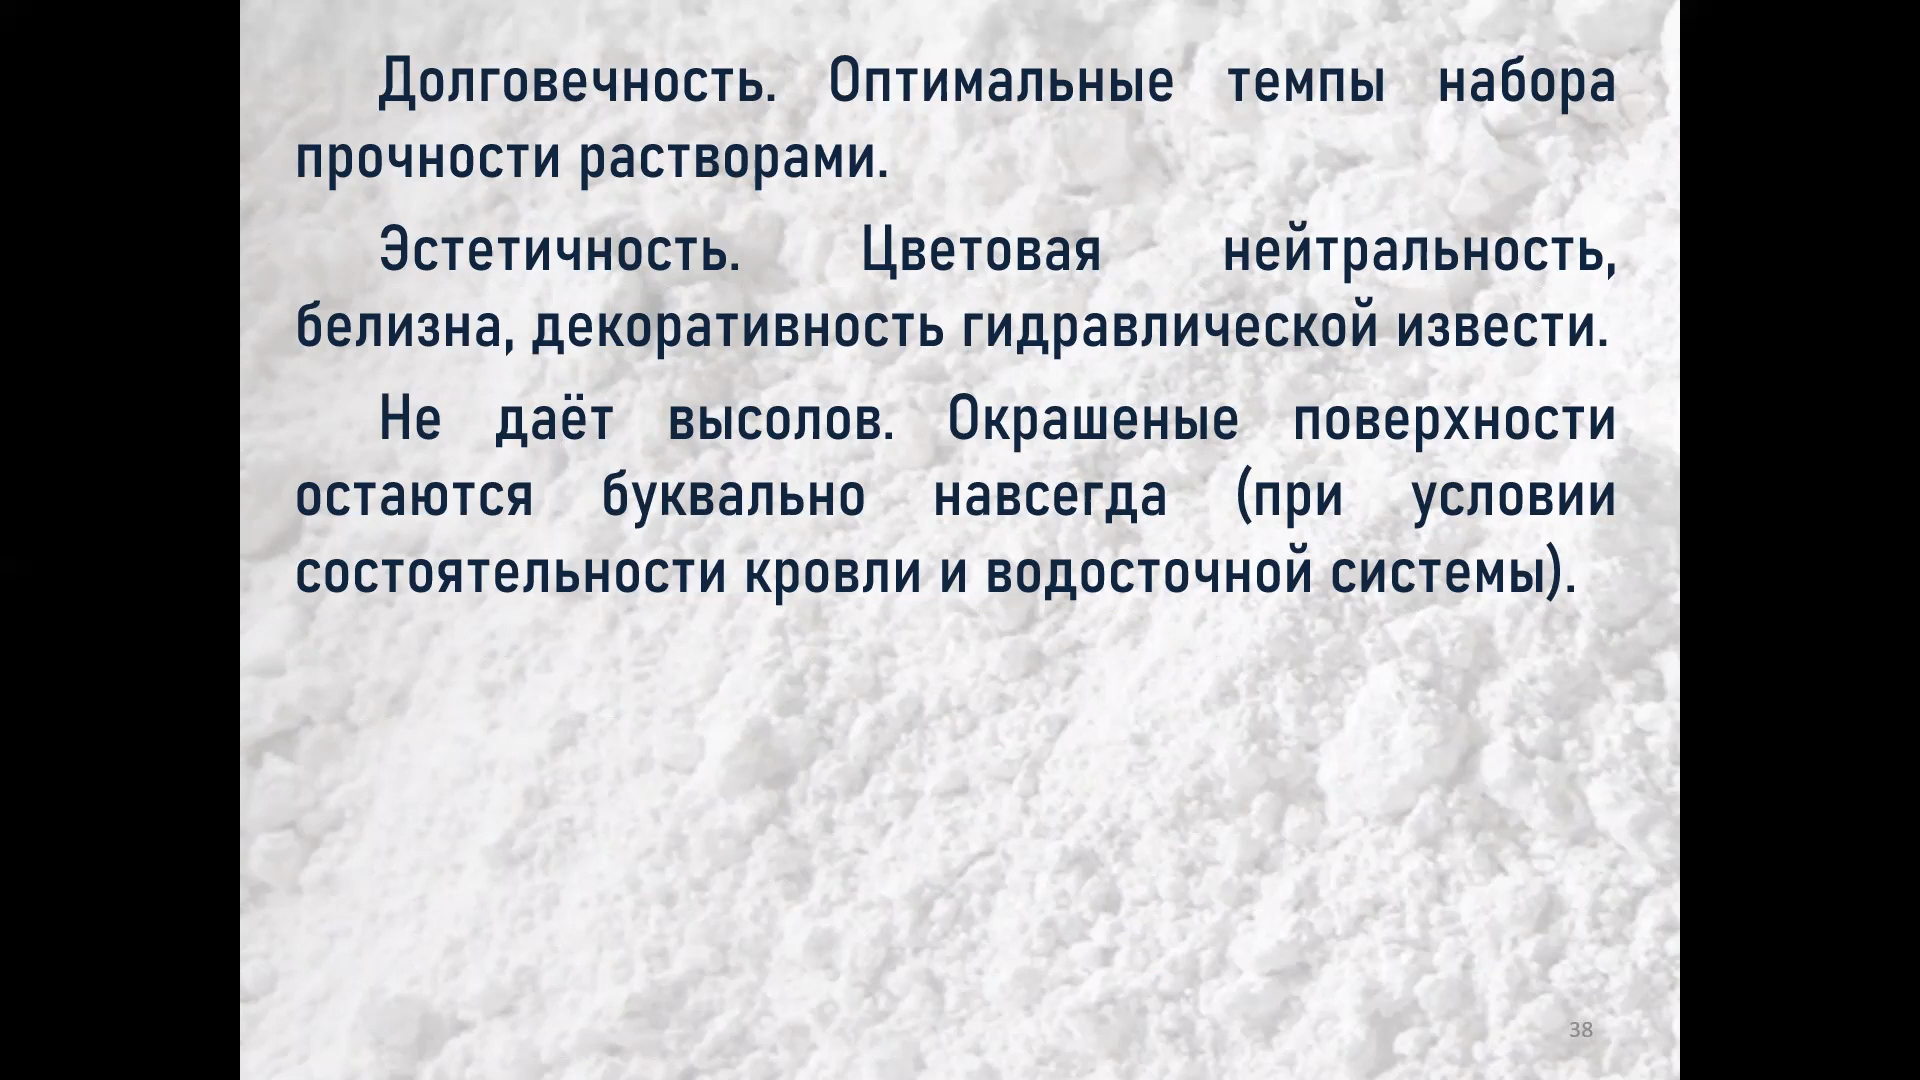 Долговечность. Оптимальные темпы набора
прочности растворами.
Эстетичность. Цветовая нейтральность,
белизна, декоративность гидравлической извести.
Не даёт высолов. Окрашеные поверхности
остаются буквально навсегда (при условии
состоятельности кровли и водосточной системы).
38